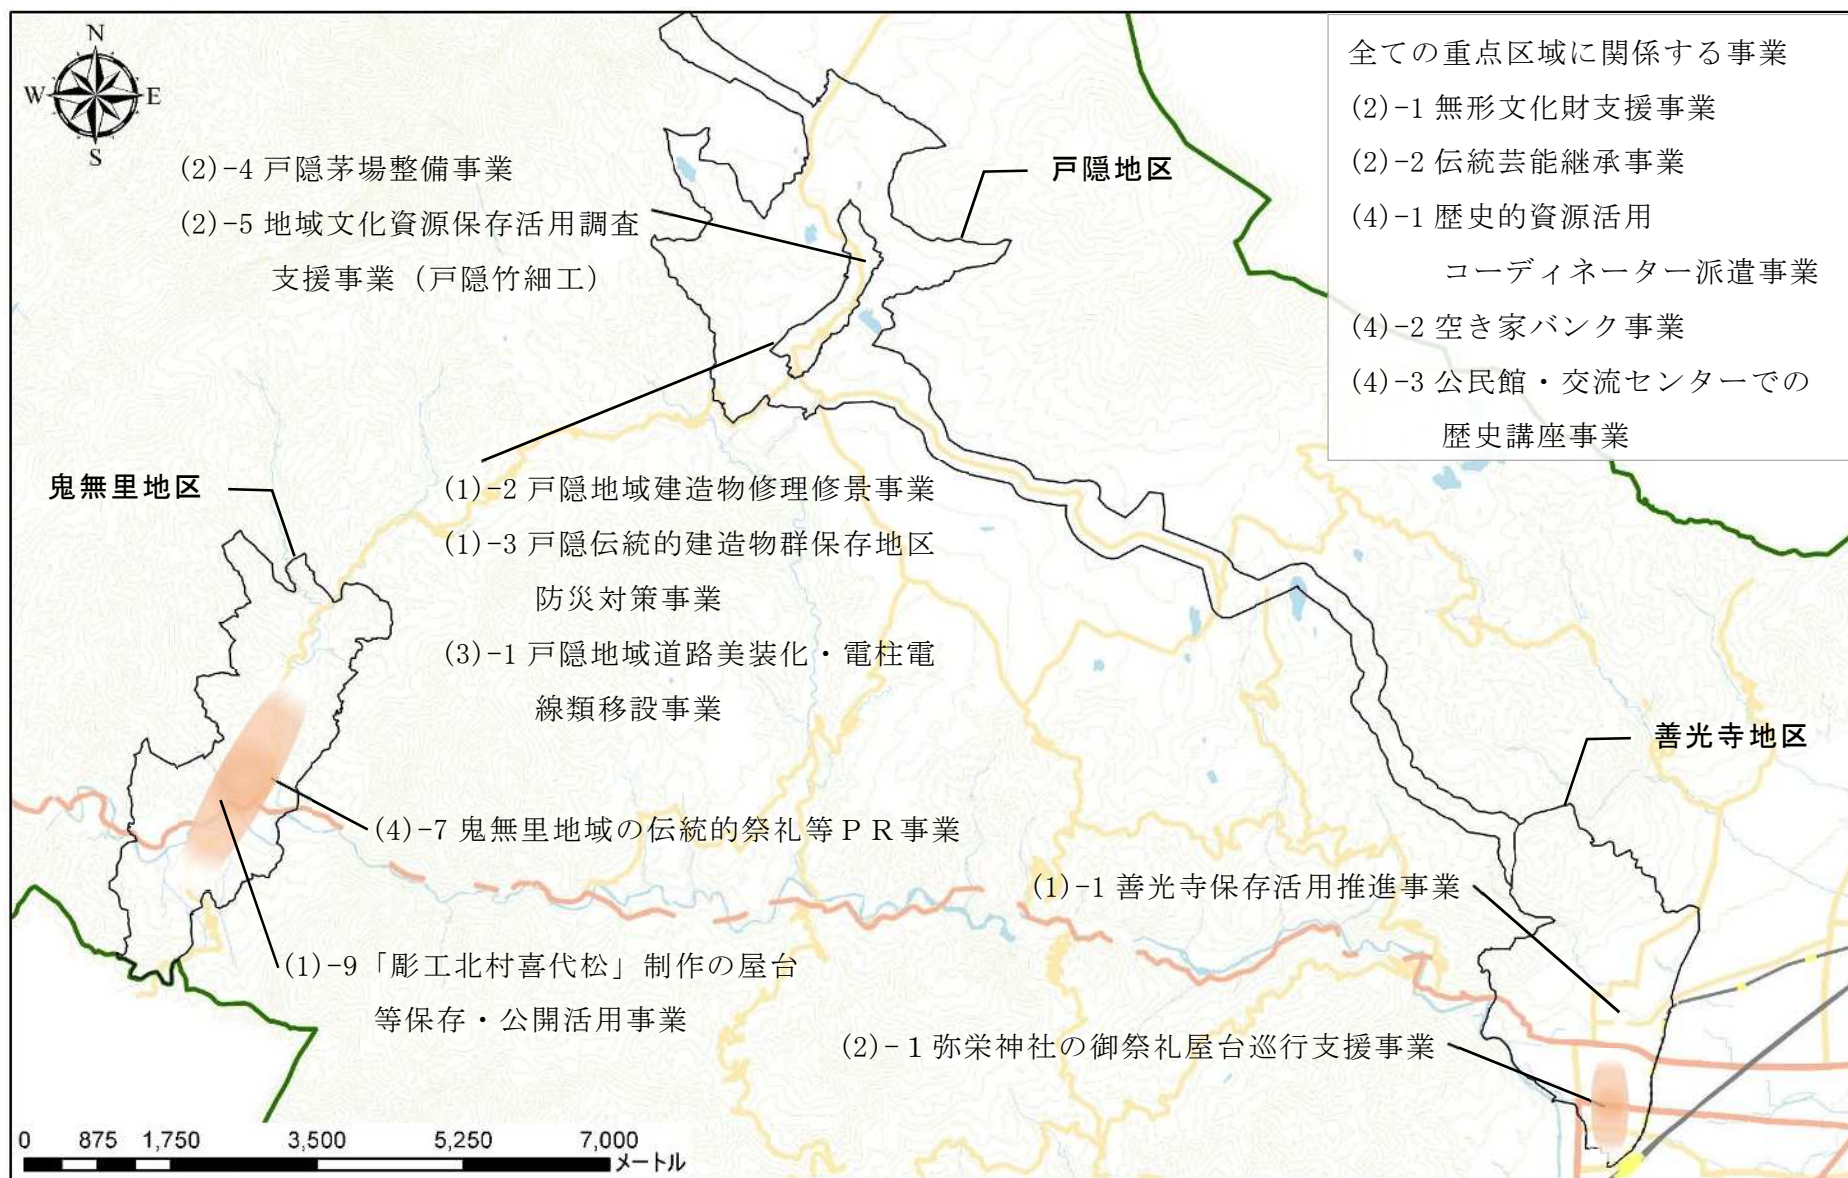 N
W
E
S
全ての重点区域に関係する事業
(2)-1 無形文化財支援事業
(2)-2 伝統芸能継承事業
(4)-1 歴史的資源活用
コーディネーター派遣事業
(4)-2 空き家バンク事業
(4)-3 公民館・交流センターでの
歴史講座事業
(2)-4 戸隠茅場整備事業
(2)-5 地域文化資源保存活用調査
支援事業（戸隠竹細工）
戸隠地区
鬼無里地区
(1)-2 戸隠地域建造物修理修景事業
(1)-3 戸隠伝統的建造物群保存地区
防災対策事業
(3)-1 戸隠地域道路美装化・電柱電
線類移設事業
善光寺地区
(4)-7 鬼無里地域の伝統的祭礼等ＰＲ事業
(1)-1 善光寺保存活用推進事業
(1)-9「彫工北村喜代松」制作の屋台
等保存・公開活用事業
(2)-１弥栄神社の御祭礼屋台巡行支援事業
0 875 1,750 3,500 5,250 7,000
メートル